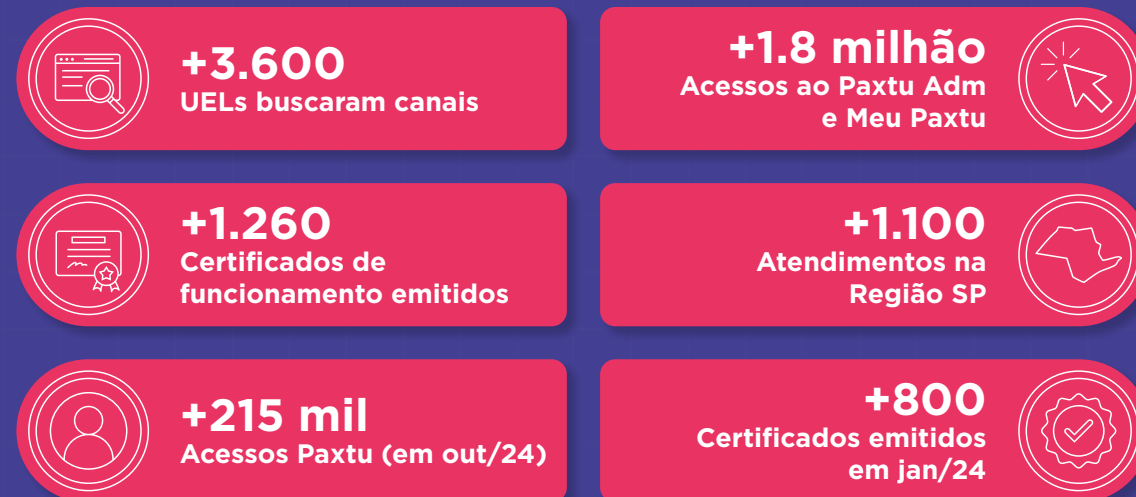 +3.600
UELs buscaram canais
+1.8 milhão
Acessos ao Paxtu Adm
e Meu Paxtu
+1.260
Certificados de
funcionamento emitidos
+1.100
Atendimentos na
Região SP
+215 mil
Acessos Paxtu (em out/24)
+800
Certificados emitidos
em jan/24